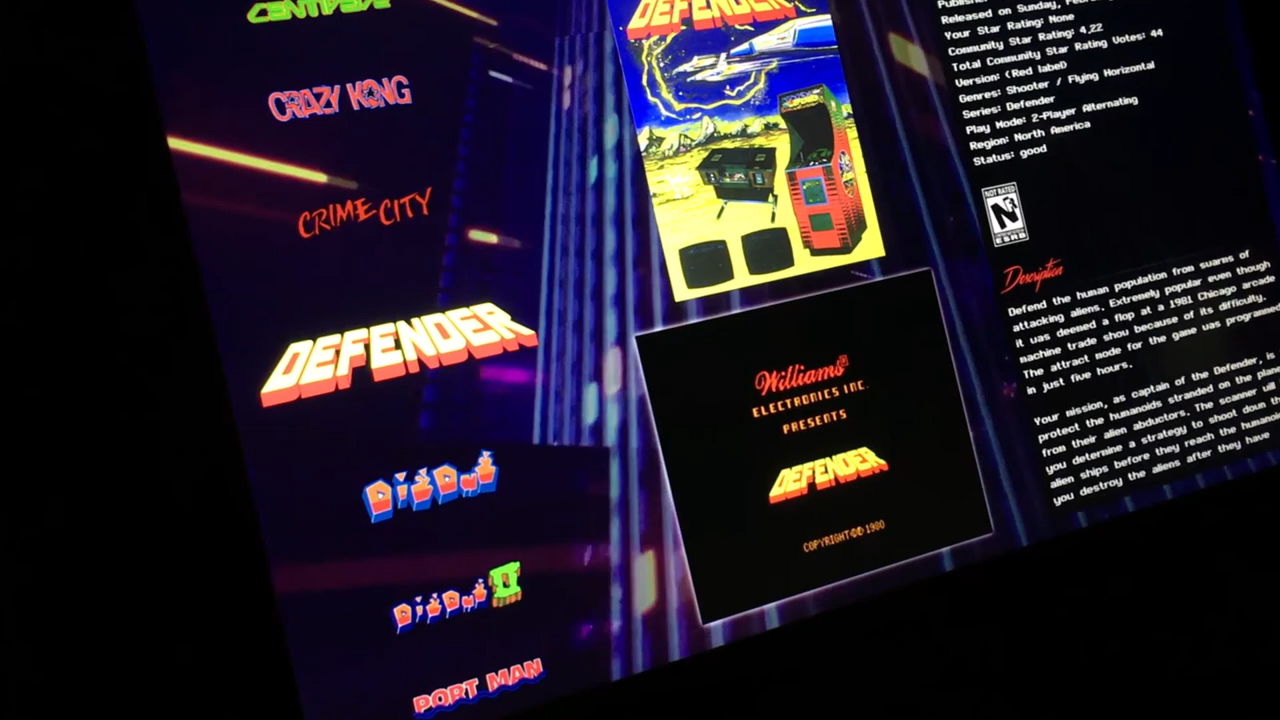 CENTIPEDE
CRAZY KONG
CRIME CITY
DEFENDER
DIG DUG
DIG DUG II
PORT MAN
DEFENDER
Williams
ELECTRONICS INC.
PRESENTS
DEFENDER
COPYRIGHT © 1980
Released on Sunday,
Your Star Rating: None
Community Star Rating: 4.22
Total Community Star Rating Votes: 44
Version: (Red label)
Genres: Shooter / Flying Horizontal
Series: Defender
Play Mode: 2-Player Alternating
Region: North America
Status: good
NOT RATED
N
ESRB
Description
Defend the human population from swarms of
attacking aliens. Extremely popular even though
it was deemed a flop at a 1981 Chicago arcade
machine trade show because of its difficulty.
The attract mode for the game was programmed
in just five hours.
Your mission, as captain of the Defender, is
protect the humanoids stranded on the
from their alien abductors. The scanner will
you determine a strategy to shoot down
alien ships before they reach the
you destroy the aliens after they have